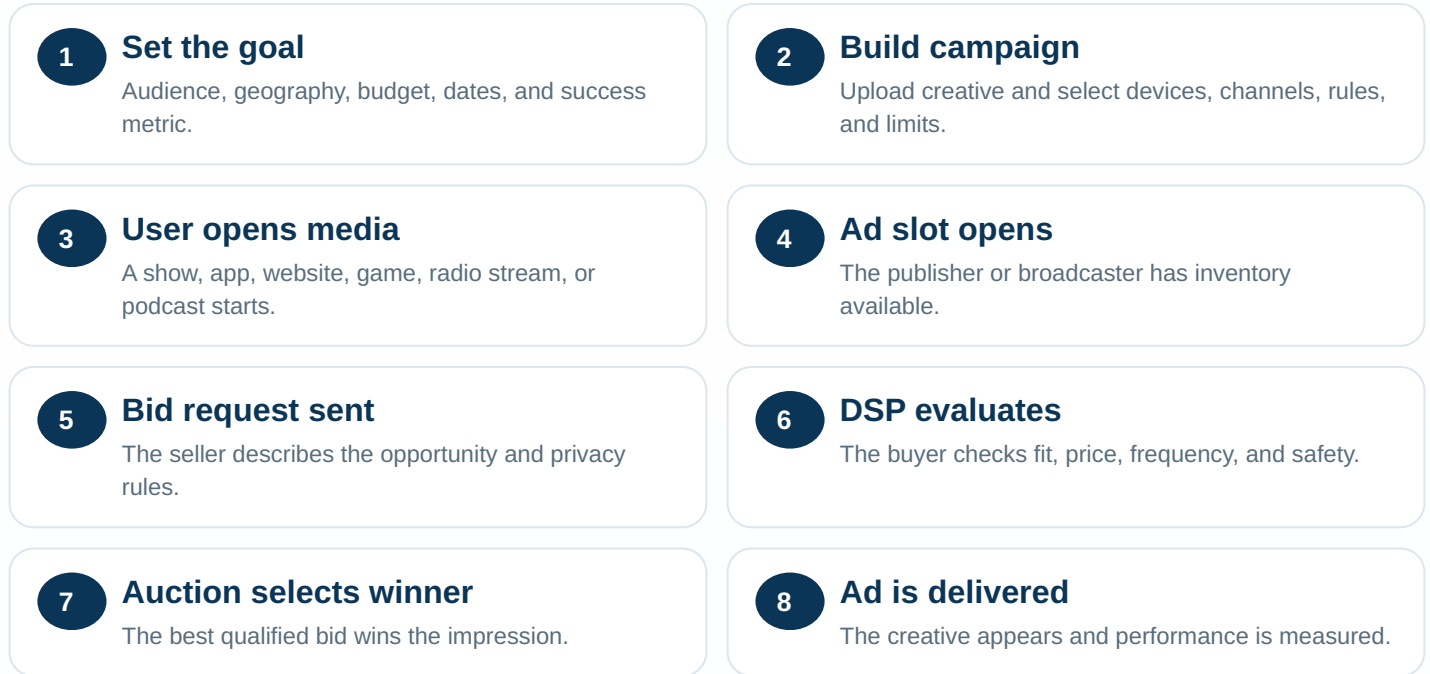 1
Set the goal
Audience, geography, budget, dates, and success
metric.
2
Build campaign
Upload creative and select devices, channels, rules,
and limits.
3
User opens media
A show, app, website, game, radio stream, or
podcast starts.
4
Ad slot opens
The publisher or broadcaster has inventory
available.
5
Bid request sent
The seller describes the opportunity and privacy
rules.
6
DSP evaluates
The buyer checks fit, price, frequency, and safety.
7
Auction selects winner
The best qualified bid wins the impression.
8
Ad is delivered
The creative appears and performance is measured.